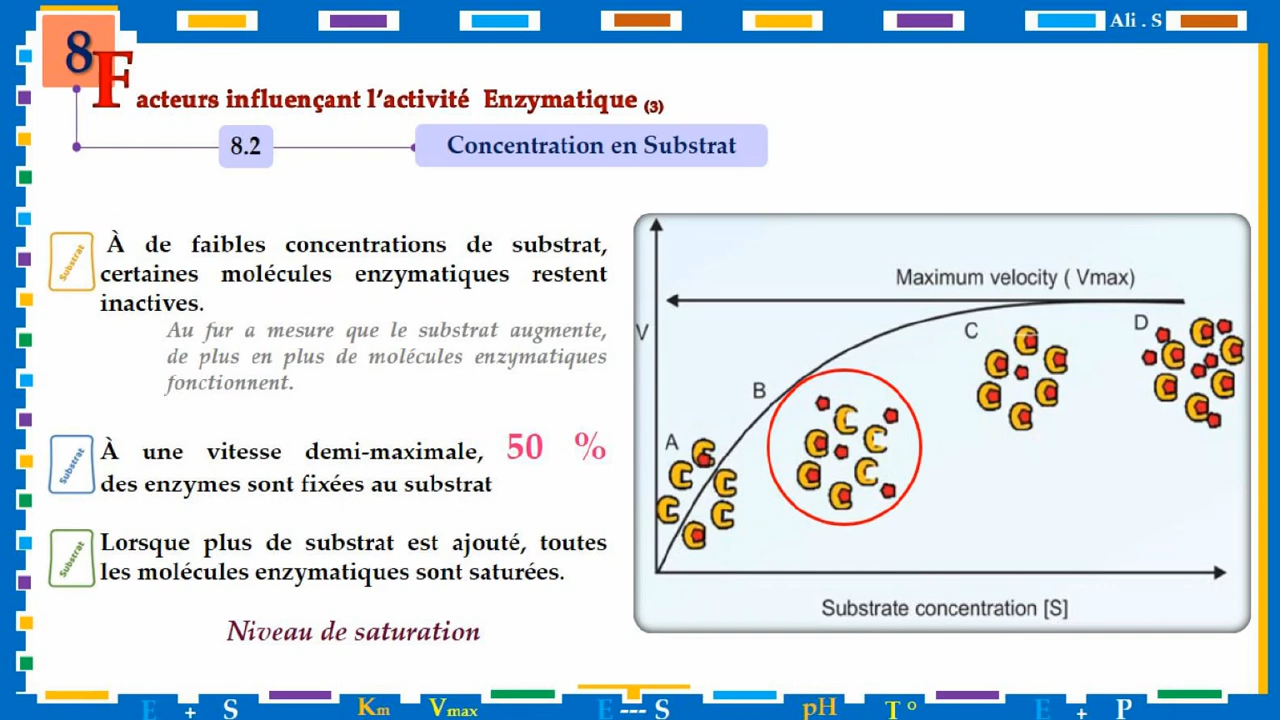 Ali . S
8
Facteurs influençant l’activité Enzymatique (3)
8.2
Concentration en Substrat
Substrat
À de faibles concentrations de substrat,
certaines molécules enzymatiques restent
inactives.
Au fur a mesure que le substrat augmente,
de plus en plus de molécules enzymatiques
fonctionnent.
Substrat
À une vitesse demi-maximale, 50 %
des enzymes sont fixées au substrat
Substrat
Lorsque plus de substrat est ajouté, toutes
les molécules enzymatiques sont saturées.
Niveau de saturation
Maximum velocity ( Vmax)
V
A
B
C
D
Substrate concentration [S]
E + S
Km
Vmax
E --- S
pH
T °
E + P